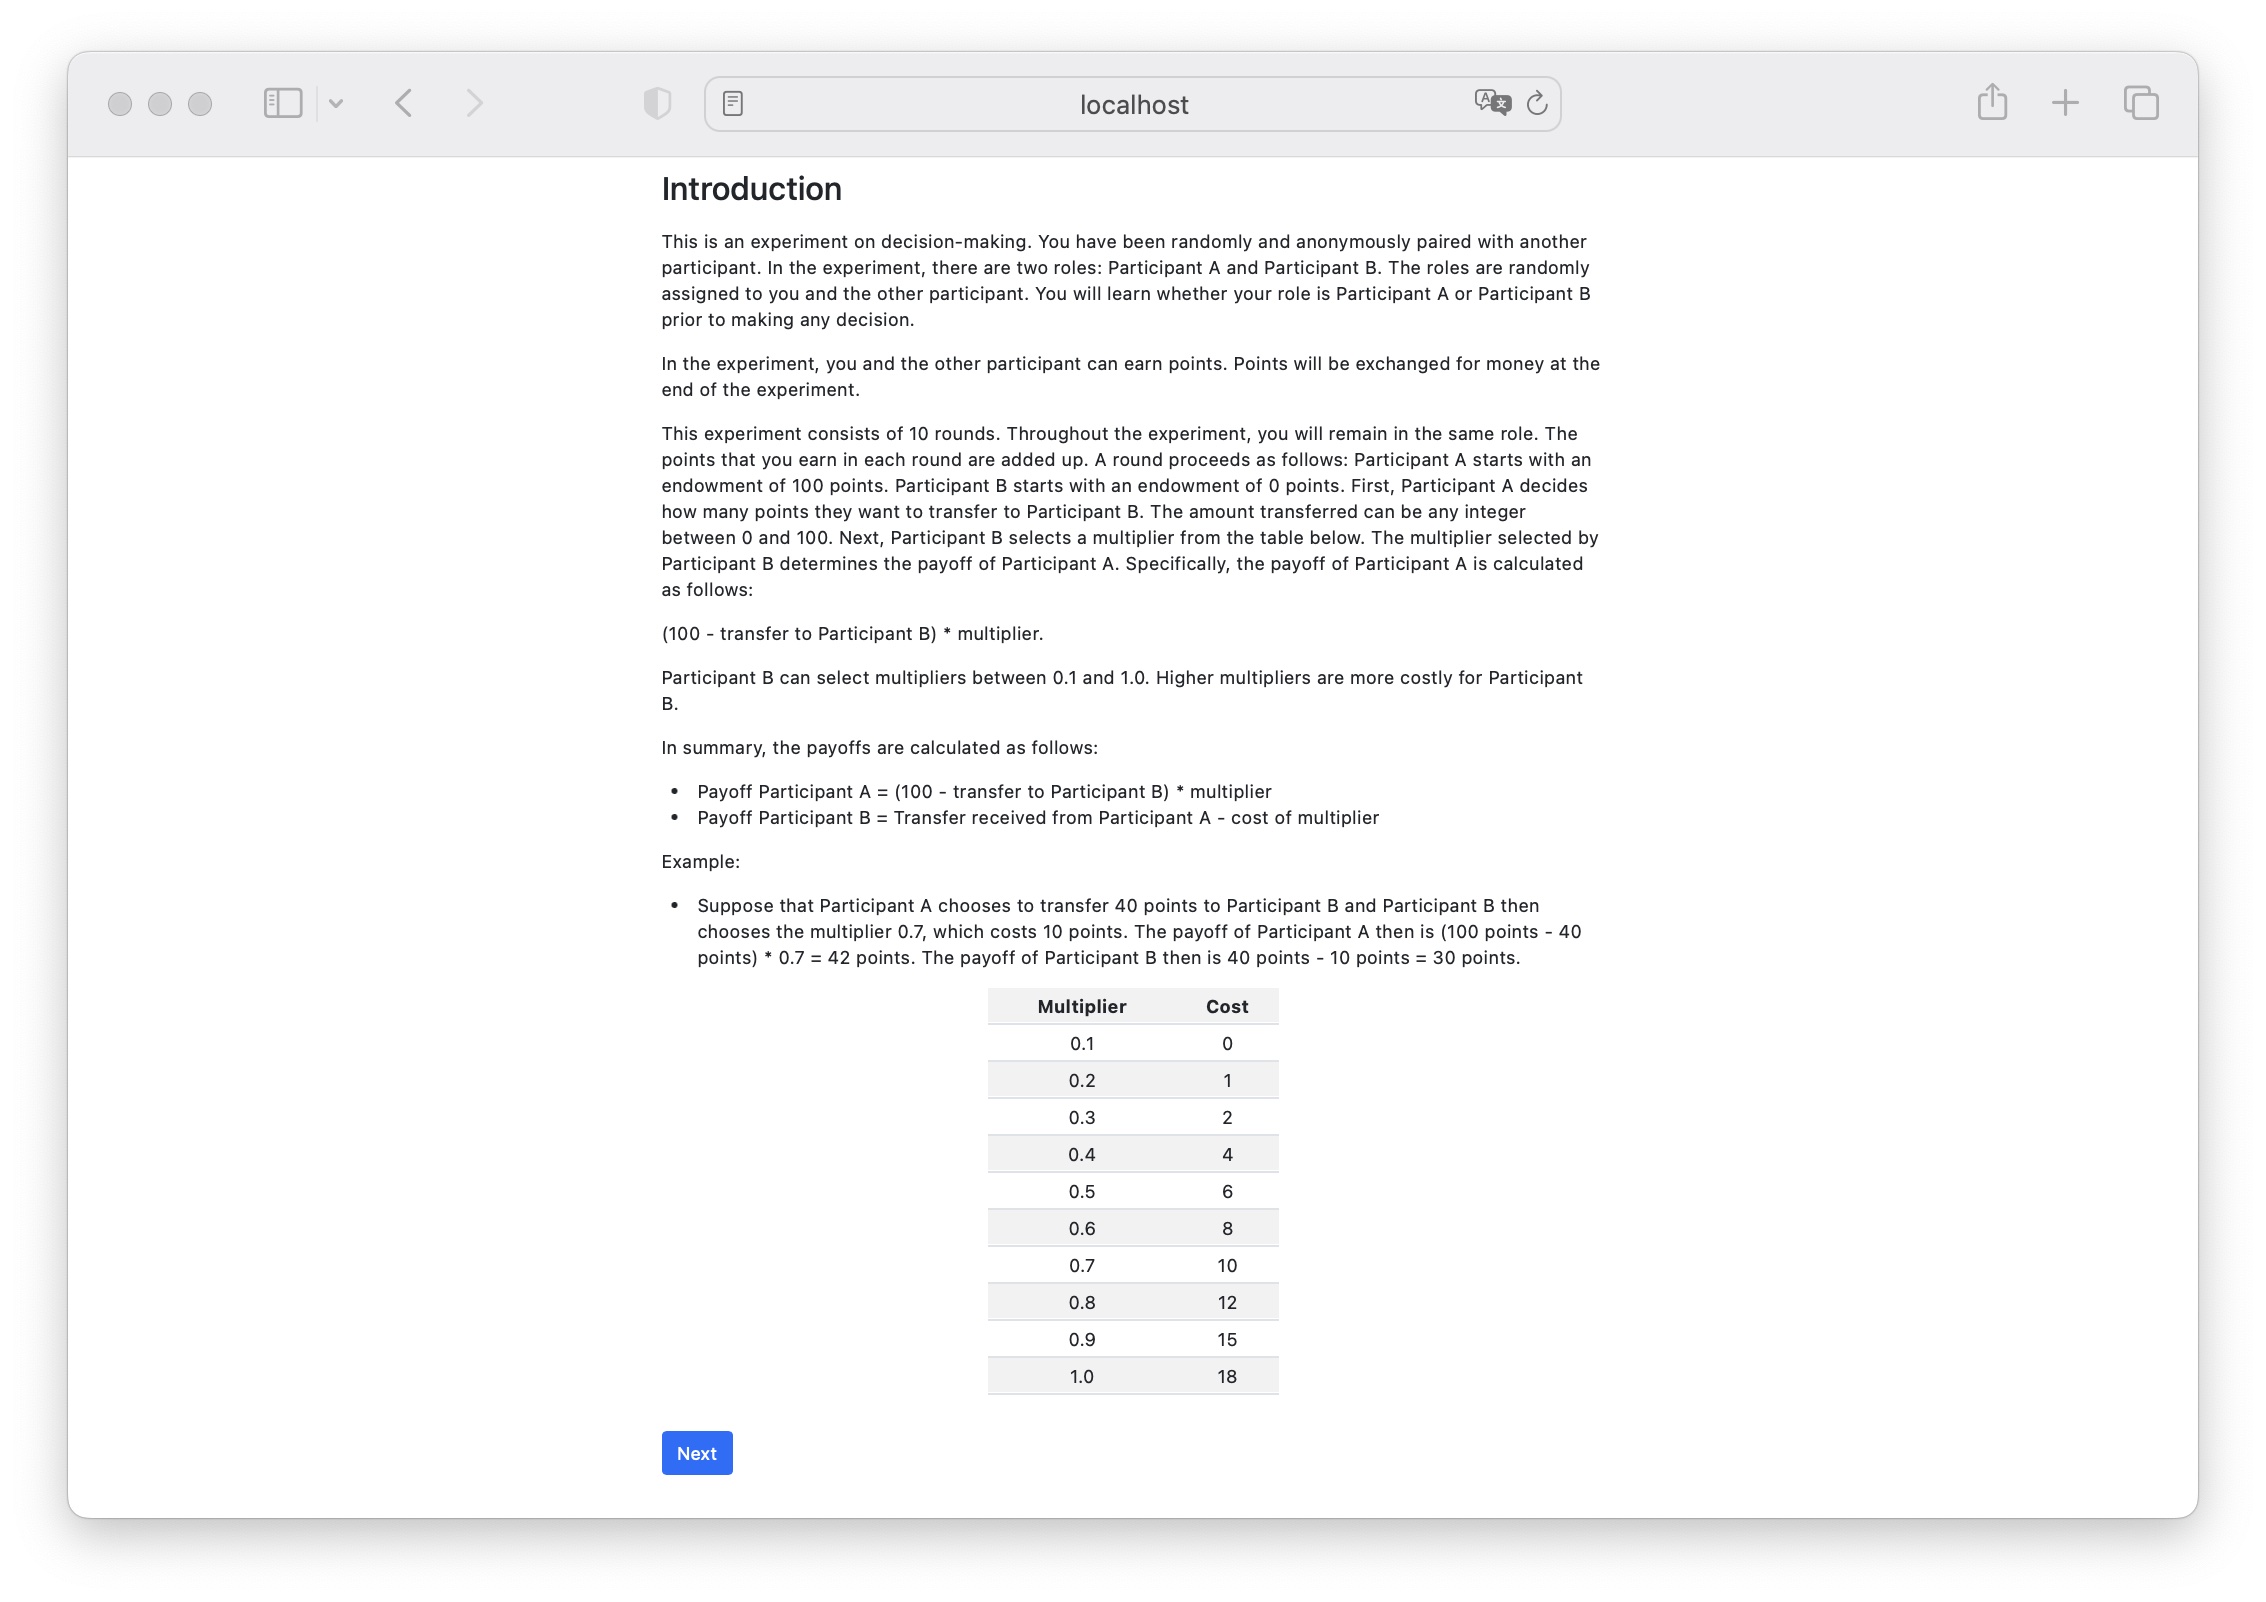 localhost
Introduction
This is an experiment on decision-making. You have been randomly and anonymously paired with another
participant. In the experiment, there are two roles: Participant A and Participant B. The roles are randomly
assigned to you and the other participant. You will learn whether your role is Participant A or Participant B
prior to making any decision.
In the experiment, you and the other participant can earn points. Points will be exchanged for money at the
end of the experiment.
This experiment consists of 10 rounds. Throughout the experiment, you will remain in the same role. The
points that you earn in each round are added up. A round proceeds as follows: Participant A starts with an
endowment of 100 points. Participant B starts with an endowment of 0 points. First, Participant A decides
how many points they want to transfer to Participant B. The amount transferred can be any integer
between 0 and 100. Next, Participant B selects a multiplier from the table below. The multiplier selected by
Participant B determines the payoff of Participant A. Specifically, the payoff of Participant A is calculated
as follows:
(100 - transfer to Participant B) * multiplier.
Participant B can select multipliers between 0.1 and 1.0. Higher multipliers are more costly for Participant
B.
In summary, the payoffs are calculated as follows:
• Payoff Participant A = (100 - transfer to Participant B) * multiplier
• Payoff Participant B = Transfer received from Participant A - cost of multiplier
Example:
• Suppose that Participant A chooses to transfer 40 points to Participant B and Participant B then
chooses the multiplier 0.7, which costs 10 points. The payoff of Participant A then is (100 points - 40
points) * 0.7 = 42 points. The payoff of Participant B then is 40 points - 10 points = 30 points.
Multiplier Cost
0.1 0
0.2 1
0.3 2
0.4 4
0.5 6
0.6 8
0.7 10
0.8 12
0.9 15
1.0 18
Next